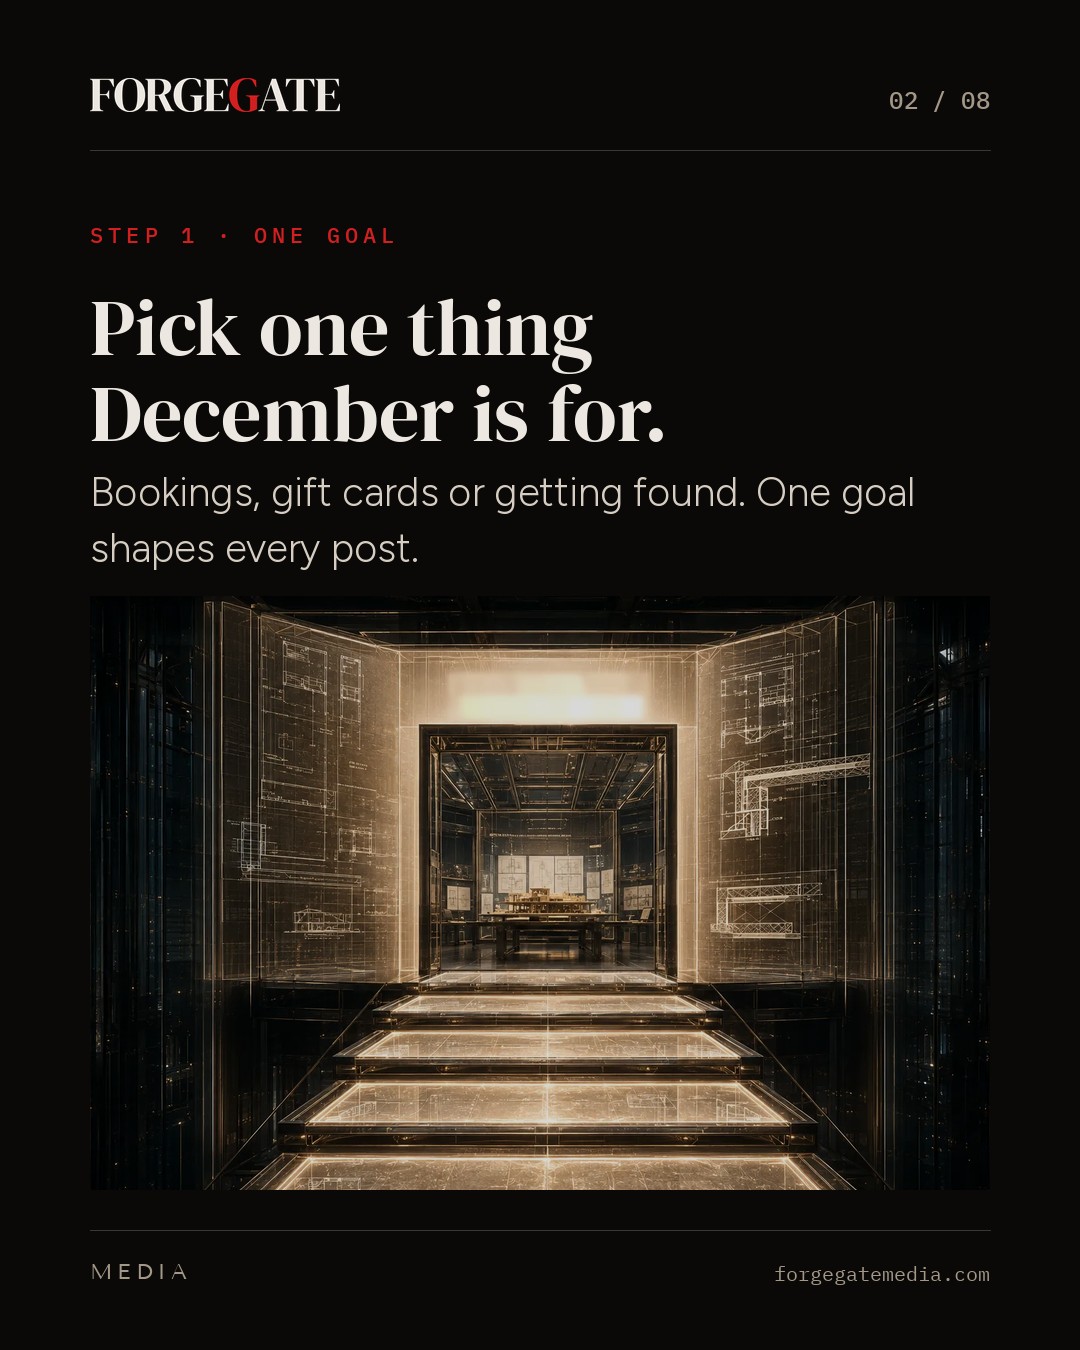 FORGEGATE
02 / 08
STEP 1 · ONE GOAL
Pick one thing
December is for.
Bookings, gift cards or getting found. One goal
shapes every post.
MEDIA
forgegatemedia.com